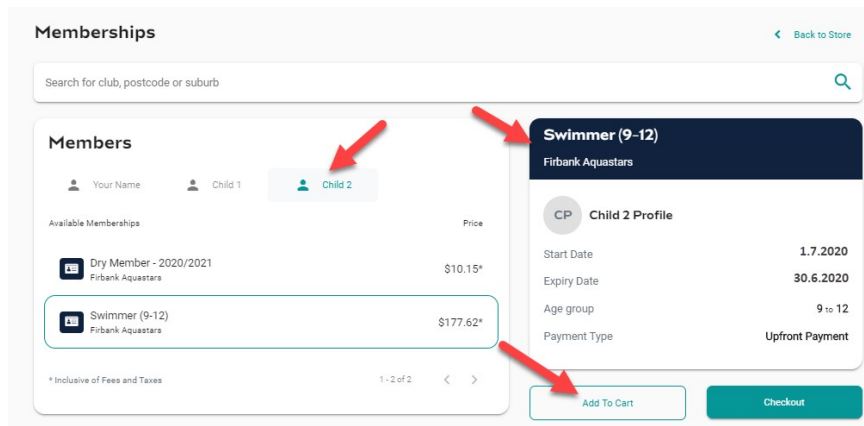 Memberships
Back to Store
Search for club, postcode or suburb
Members
Your Name Child 1 Child 2
Available Memberships Price
Dry Member - 2020/2021
Firbank Aquastars
$10.15*
Swimmer (9-12)
Firbank Aquastars
$177.62*
* Inclusive of Fees and Taxes 1 - 2 of 2
Swimmer (9-12)
Firbank Aquastars
CP Child 2 Profile
Start Date 1.7.2020
Expiry Date 30.6.2020
Age group 9 to 12
Payment Type Upfront Payment
Add To Cart Checkout